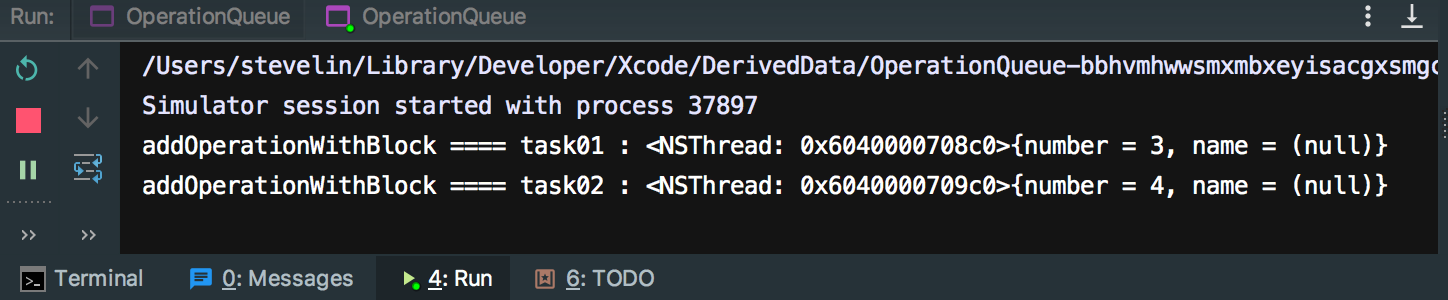 Run: OperationQueue OperationQueue
/Users/stevelin/Library/Developer/Xcode/DerivedData/OperationQueue-bbhvmhwwsmxmbxeyisacgxsmgc
Simulator session started with process 37897
addOperationWithBlock ==== task01 : <NSThread: 0x6040000708c0>{number = 3, name = (null)}
addOperationWithBlock ==== task02 : <NSThread: 0x6040000709c0>{number = 4, name = (null)}
Terminal 0: Messages 4: Run 6: TODO